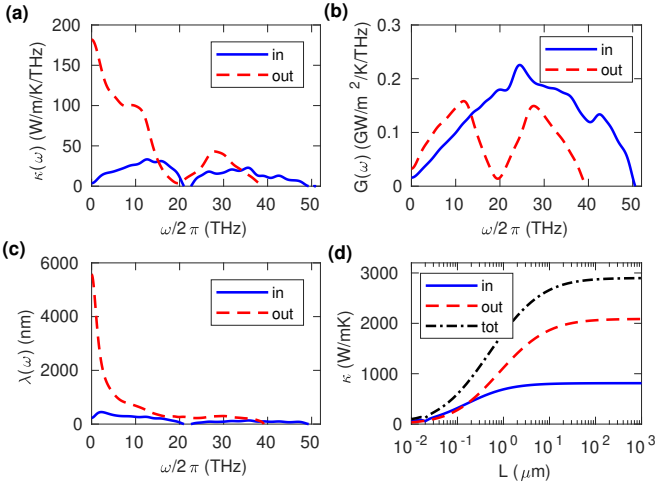 (a)
200
150
100
50
0
κ(ω) (W/m/K/THz)
in
out
0 10 20 30 40 50
ω/2π (THz)
(b)
0.3
0.2
0.1
0
G(ω) (GW/m²/K/THz)
in
out
0 10 20 30 40 50
ω/2π (THz)
(c)
6000
4000
2000
0
λ(ω) (nm)
in
out
0 10 20 30 40 50
ω/2π (THz)
(d)
3000
2000
1000
0
κ (W/mK)
in
out
tot
10⁻² 10⁻¹ 10⁰ 10¹ 10² 10³
L (μm)